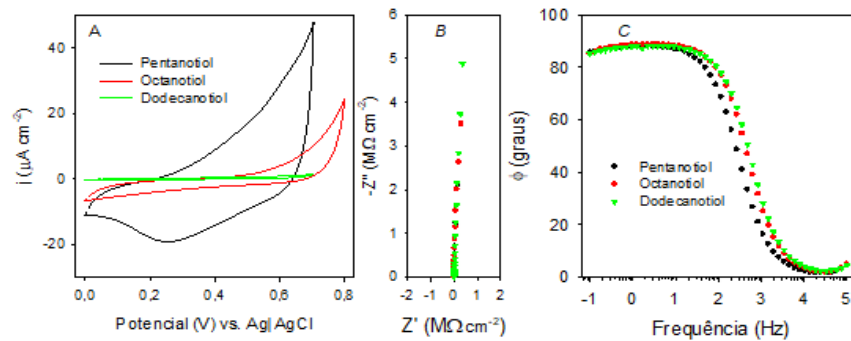 A
Pentanotiol
Octanotiol
Dodecanotiol
i (μA cm⁻²)
40
20
0
-20
0,0 0,2 0,4 0,6 0,8
Potencial (V) vs. Ag|AgCl
B
-Z'' (MΩ cm⁻²)
6
5
4
3
2
1
0
-2 -1 0 1 2
Z' (MΩ cm⁻²)
C
ϕ (graus)
100
80
60
40
20
0
Pentanotiol
Octanotiol
Dodecanotiol
-1 0 1 2 3 4 5
Frequência (Hz)